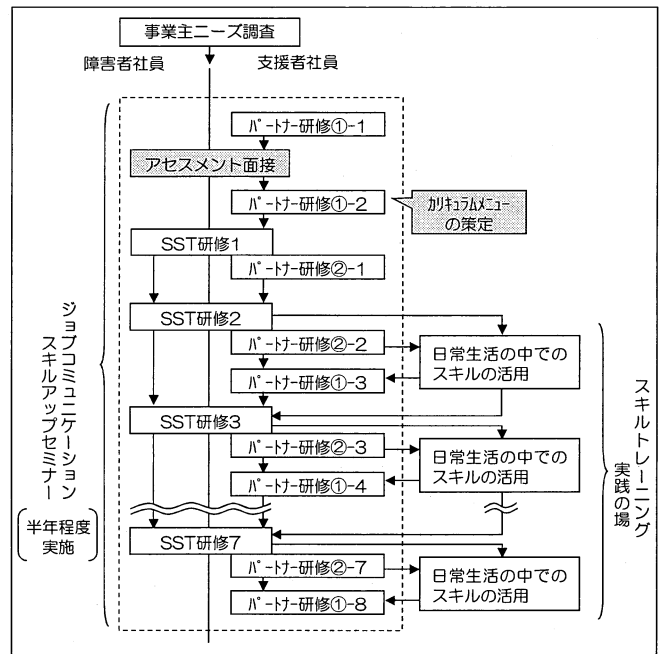 事業主ニーズ調査
障害者社員
支援者社員
ﾊﾟｰﾄﾅｰ研修①-1
アセスメント面接
ﾊﾟｰﾄﾅｰ研修①-2
ｶﾘｷｭﾗﾑﾒﾆｭｰ
の策定
SST研修1
ﾊﾟｰﾄﾅｰ研修②-1
SST研修2
ﾊﾟｰﾄﾅｰ研修②-2
日常生活の中での
スキルの活用
ﾊﾟｰﾄﾅｰ研修①-3
SST研修3
ﾊﾟｰﾄﾅｰ研修②-3
日常生活の中での
スキルの活用
ﾊﾟｰﾄﾅｰ研修①-4
SST研修7
ﾊﾟｰﾄﾅｰ研修②-7
日常生活の中での
スキルの活用
ﾊﾟｰﾄﾅｰ研修①-8
ジョブコミュニケーション
スキルアップセミナー
半年程度
実施
スキルトレーニング
実践の場